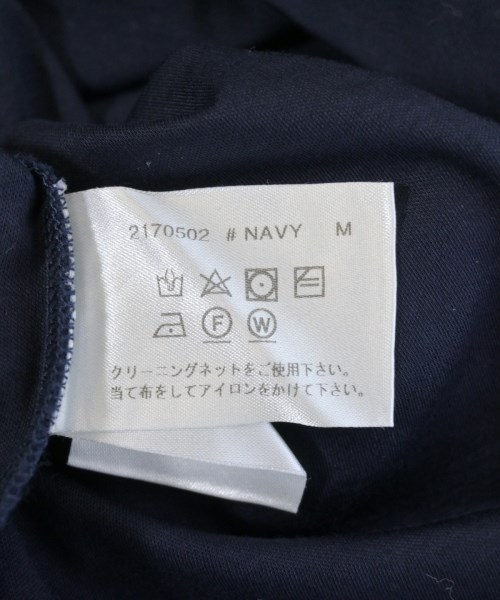 2170502 # NAVY M
F W
クリーニングネットをご使用下さい。
当て布をしてアイロンをかけて下さい。